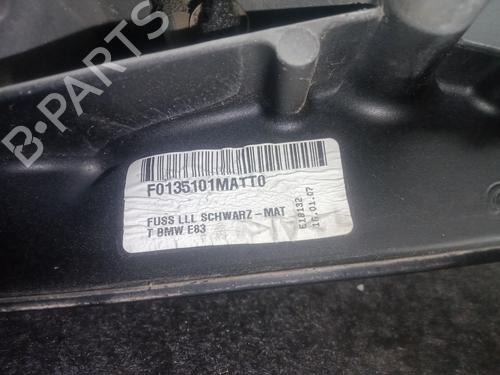 B-PARTS
F0135101MATT0
FUSS LLL SCHWARZ-MAT
T BMW E83
E18132
16.01.07